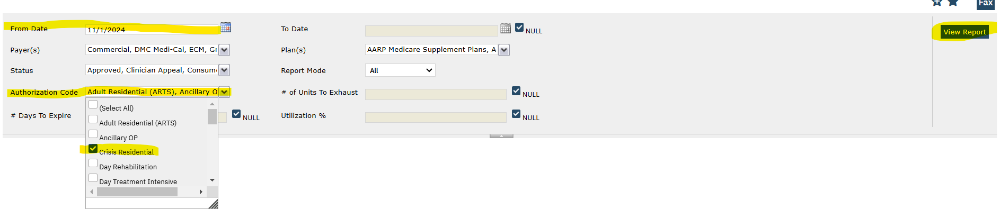 Fax
From Date 11/1/2024 To Date NULL View Report
Payer(s) Commercial, DMC Medi-Cal, ECM, Gr Plan(s) AARP Medicare Supplement Plans, A
Status Approved, Clinician Appeal, Consum Report Mode All
Authorization Code Adult Residential (ARTS), Ancillary O # of Units To Exhaust NULL
(Select All)
# Days To Expire NULL Utilization % NULL
Adult Residential (ARTS)
Ancillary OP
Crisis Residential
Day Rehabilitation
Day Treatment Intensive